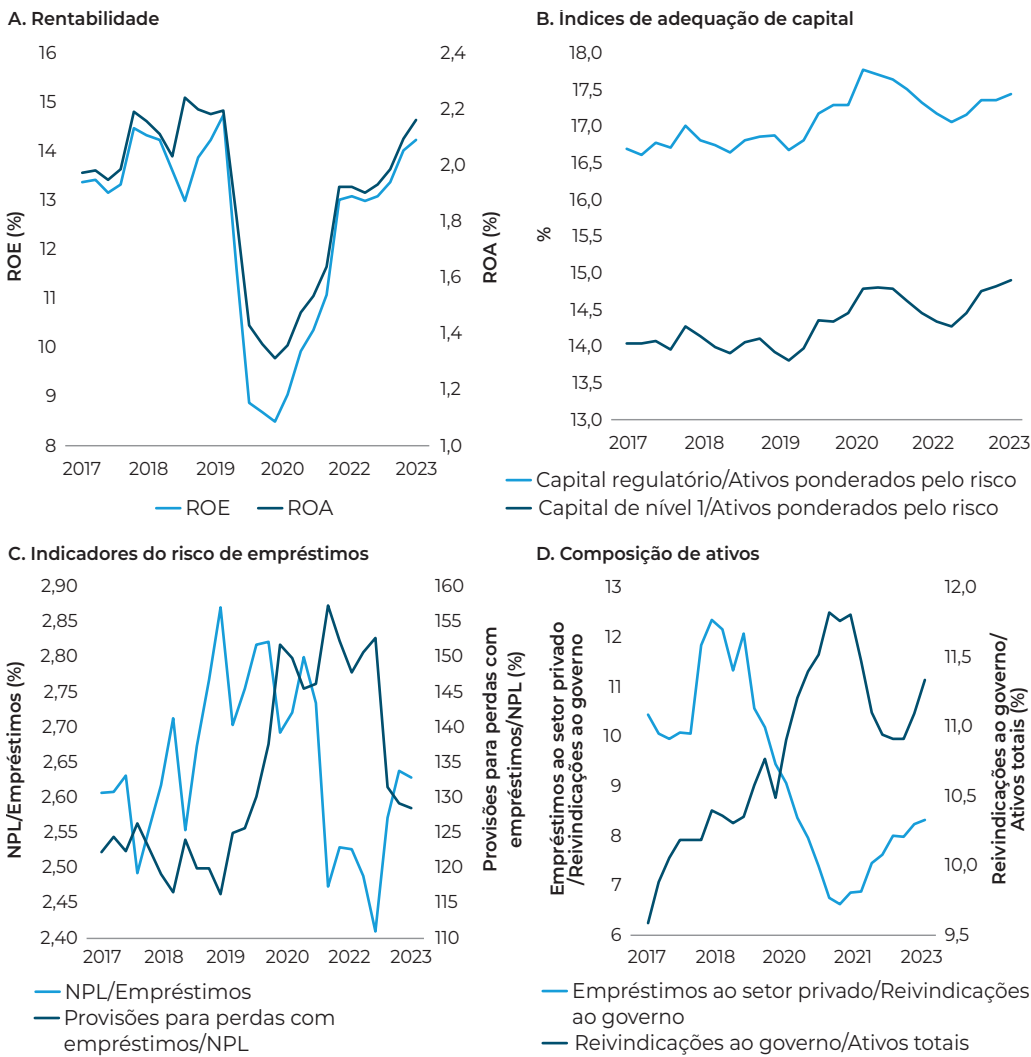 A. Rentabilidade
16
15
14
13
12
11
10
9
8
ROE (%)
2,4
2,2
2,0
1,8
1,6
1,4
1,2
1,0
ROA (%)
2017 2018 2019 2020 2022 2023
ROE ROA
B. Índices de adequação de capital
18,0
17,5
17,0
16,5
16,0
15,5
15,0
14,5
14,0
13,5
13,0
%
2017 2018 2019 2020 2022 2023
Capital regulatório/Ativos ponderados pelo risco
Capital de nível 1/Ativos ponderados pelo risco
C. Indicadores do risco de empréstimos
2,90
2,85
2,80
2,75
2,70
2,65
2,60
2,55
2,50
2,45
2,40
NPL/Empréstimos (%)
160
155
150
145
140
135
130
125
120
115
110
Provisões para perdas com
empréstimos/NPL (%)
2017 2018 2019 2020 2022 2023
NPL/Empréstimos
Provisões para perdas com
empréstimos/NPL
D. Composição de ativos
13
12
11
10
9
8
7
6
Empréstimos ao setor privado
/Reivindicações ao governo
12,0
11,5
11,0
10,5
10,0
9,5
Reivindicações ao governo/
Ativos totais (%)
2017 2018 2020 2021 2023
Empréstimos ao setor privado/Reivindicações
ao governo
Reivindicações ao governo/Ativos totais